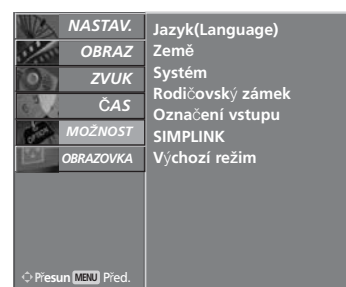 NASTAV.
OBRAZ
ZVUK
ČAS
MOŽNOST
OBRAZOVKA
Přesun MENU Před.
Jazyk(Language)
Země
Systém
Rodičovský zámek
Označení vstupu
SIMPLINK
Výchozí režim